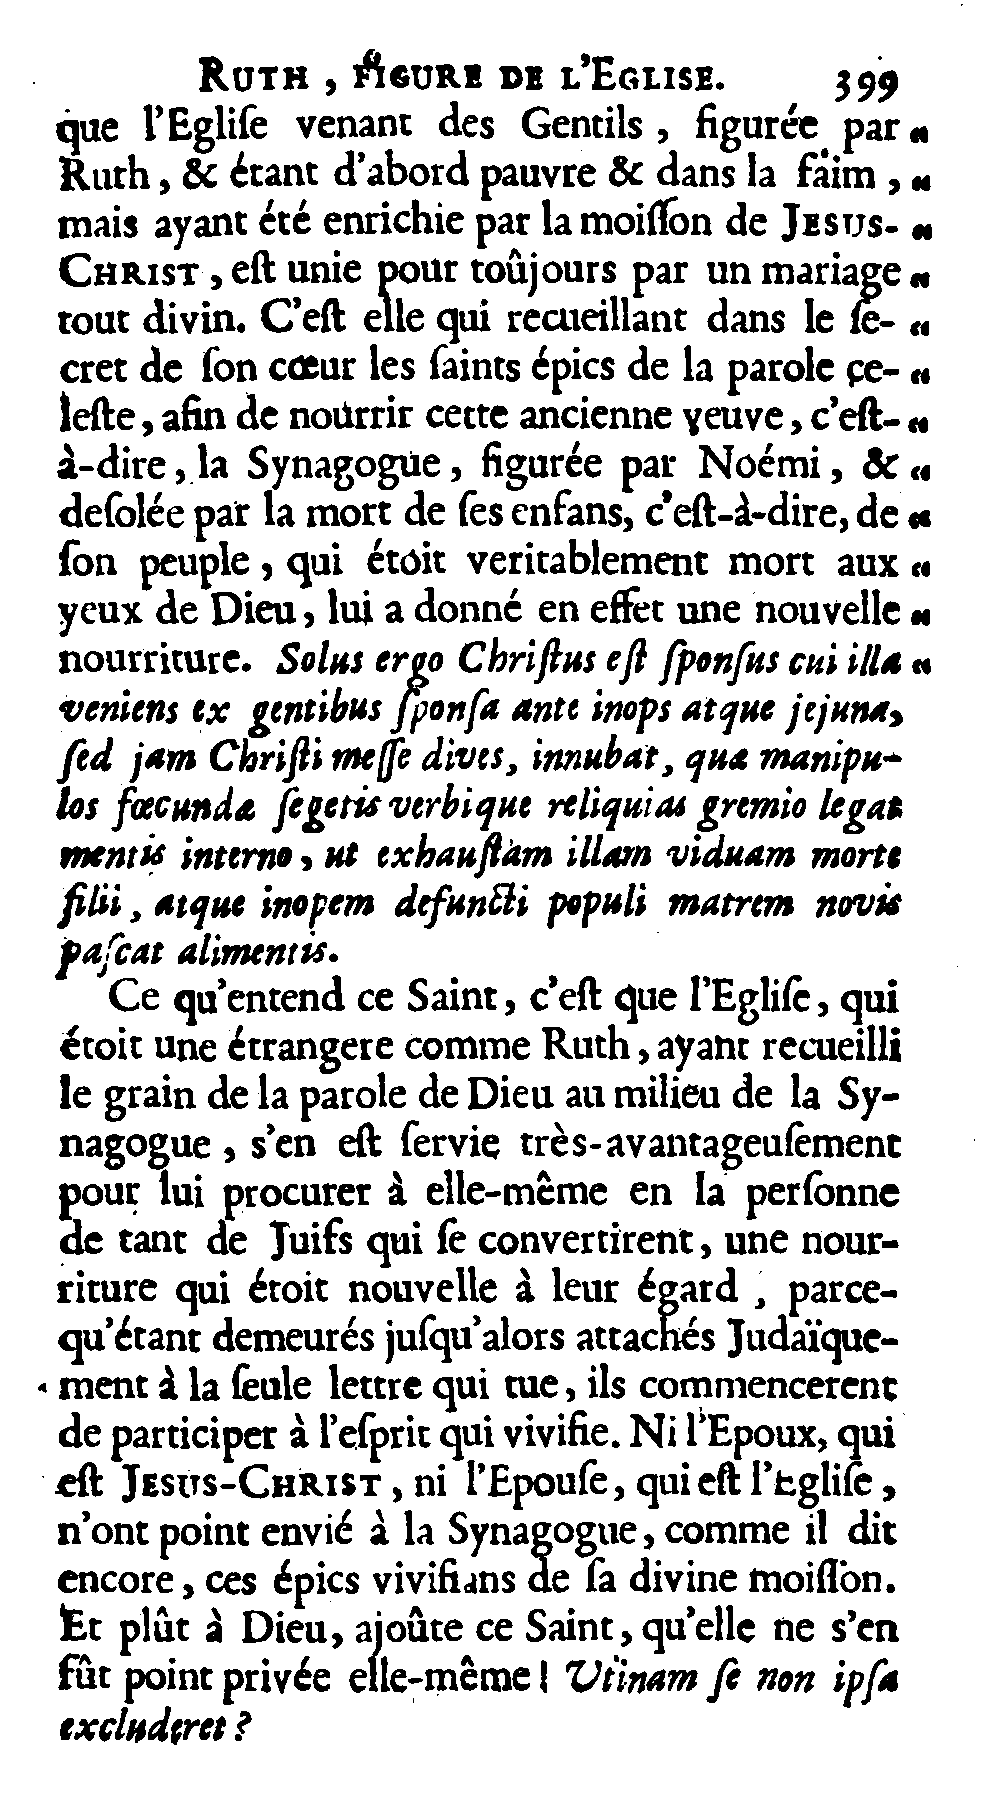 RUTH, FIGURE DE L'EGLISE. 399
que l'Egliſe venant des Gentils, figurée par "
Ruth, & étant d'abord pauvre & dans la faim, "
mais ayant été enrichie par la moiſſon de JESUS- "
CHRIST, eſt unie pour toûjours par un mariage "
tout divin. C'eſt elle qui recueillant dans le ſe- "
cret de ſon cœur les ſaints épics de la parole ce- "
leſte, afin de nourrir cette ancienne veuve, c'eſt- "
à-dire, la Synagogue, figurée par Noémi, & "
deſolée par la mort de ſes enfans, c'eſt-à-dire, de "
ſon peuple, qui étoit veritablement mort aux "
yeux de Dieu, lui a donné en effet une nouvelle "
nourriture. Solus ergo Chriſtus eſt ſponſus cui illa "
veniens ex gentibus ſponſa ante inops atque jejuna,
ſed jam Chriſti meſſe dives, innubat, quæ manipu-
los fœcundæ ſegetis verbique reliquias gremio legat
mentis interno, ut exhauſtam illam viduam morte
filii, atque inopem defuncti populi matrem novis
paſcat alimentis.
Ce qu'entend ce Saint, c'eſt que l'Egliſe, qui
étoit une étrangere comme Ruth, ayant recueilli
le grain de la parole de Dieu au milieu de la Sy-
nagogue, s'en eſt ſervie très-avantageuſement
pour lui procurer à elle-même en la perſonne
de tant de Juifs qui ſe convertirent, une nour-
riture qui étoit nouvelle à leur égard, parce-
qu'étant demeurés juſqu'alors attachés Judaïque-
ment à la ſeule lettre qui tue, ils commencerent
de participer à l'eſprit qui vivifie. Ni l'Epoux, qui
eſt JESUS-CHRIST, ni l'Epouſe, qui eſt l'Egliſe,
n'ont point envié à la Synagogue, comme il dit
encore, ces épics vivifians de ſa divine moiſſon.
Et plût à Dieu, ajoûte ce Saint, qu'elle ne s'en
fût point privée elle-même! Utinam ſe non ipſa
excluderet?